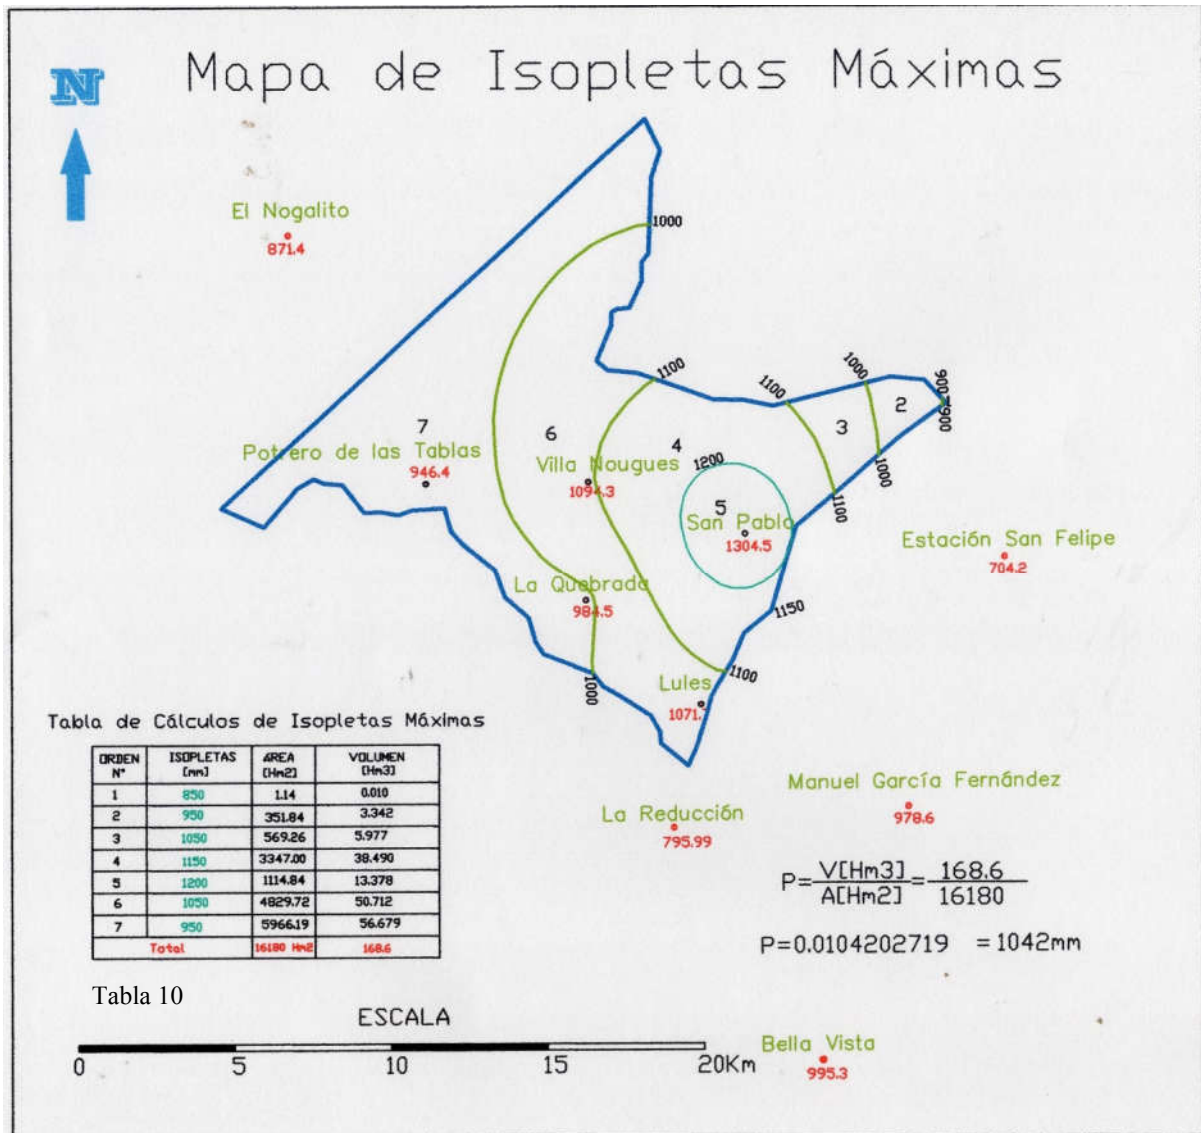 Mapa de Isopletas Máximas
N
El Nogalito
871.4
1000
1100
1100
1000
900
900
2
3
7
6
4
Potrero de las Tablas
946.4
Villa Nougues
1094.3
1200
5
San Pablo
1304.5
1100
1000
Estación San Felipe
704.2
La Quebrada
984.5
1150
1000
Lules
1071.
1100
Tabla de Cálculos de Isopletas Máximas
ORDEN N° ISOPLETAS [mm] AREA [Hm2] VOLUMEN [Hm3]
1 850 1.14 0.010
2 950 351.84 3.342
3 1050 569.26 5.977
4 1150 3347.00 38.490
5 1200 1114.84 13.378
6 1050 4829.72 50.712
7 950 5966.19 56.679
Total 16180 Hm2 168.6
Tabla 10
La Reducción
795.99
Manuel García Fernández
978.6
P=V[Hm3]/A[Hm2]=168.6/16180
P=0.0104202719 =1042mm
ESCALA
0 5 10 15 20Km
Bella Vista
995.3